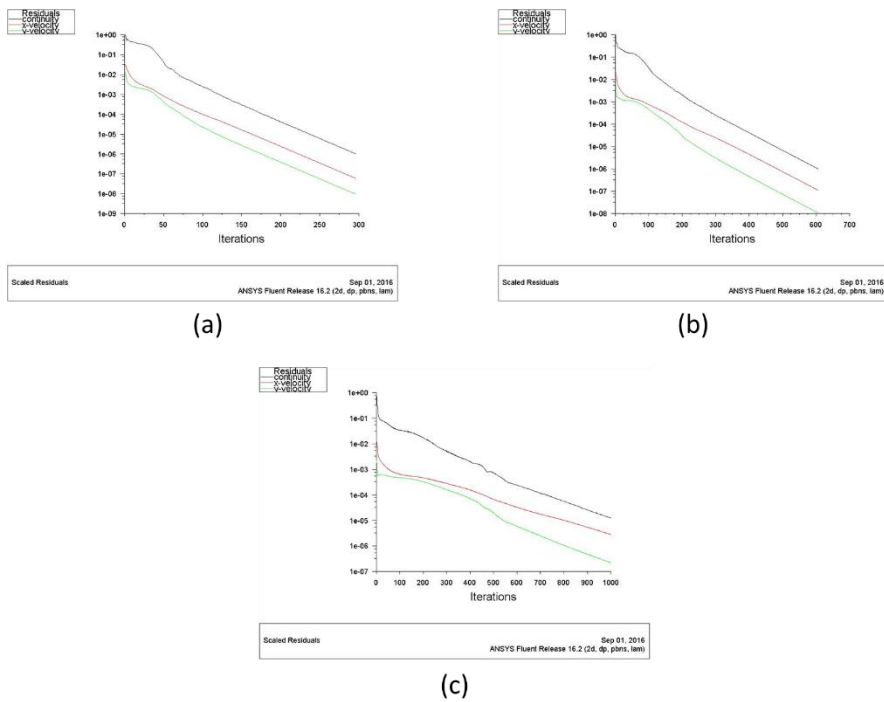 Residuals
continuity
x-velocity
y-velocity
1e+00
1e-01
1e-02
1e-03
1e-04
1e-05
1e-06
1e-07
1e-08
1e-09
0 50 100 150 200 250 300
Iterations
Scaled Residuals Sep 01, 2016
ANSYS Fluent Release 16.2 (2d, dp, pbns, lam)
(a)
Residuals
continuity
x-velocity
y-velocity
1e+00
1e-01
1e-02
1e-03
1e-04
1e-05
1e-06
1e-07
1e-08
0 100 200 300 400 500 600 700
Iterations
Scaled Residuals Sep 01, 2016
ANSYS Fluent Release 16.2 (2d, dp, pbns, lam)
(b)
Residuals
continuity
x-velocity
y-velocity
1e+00
1e-01
1e-02
1e-03
1e-04
1e-05
1e-06
1e-07
0 100 200 300 400 500 600 700 800 900 1000
Iterations
Scaled Residuals Sep 01, 2016
ANSYS Fluent Release 16.2 (2d, dp, pbns, lam)
(c)